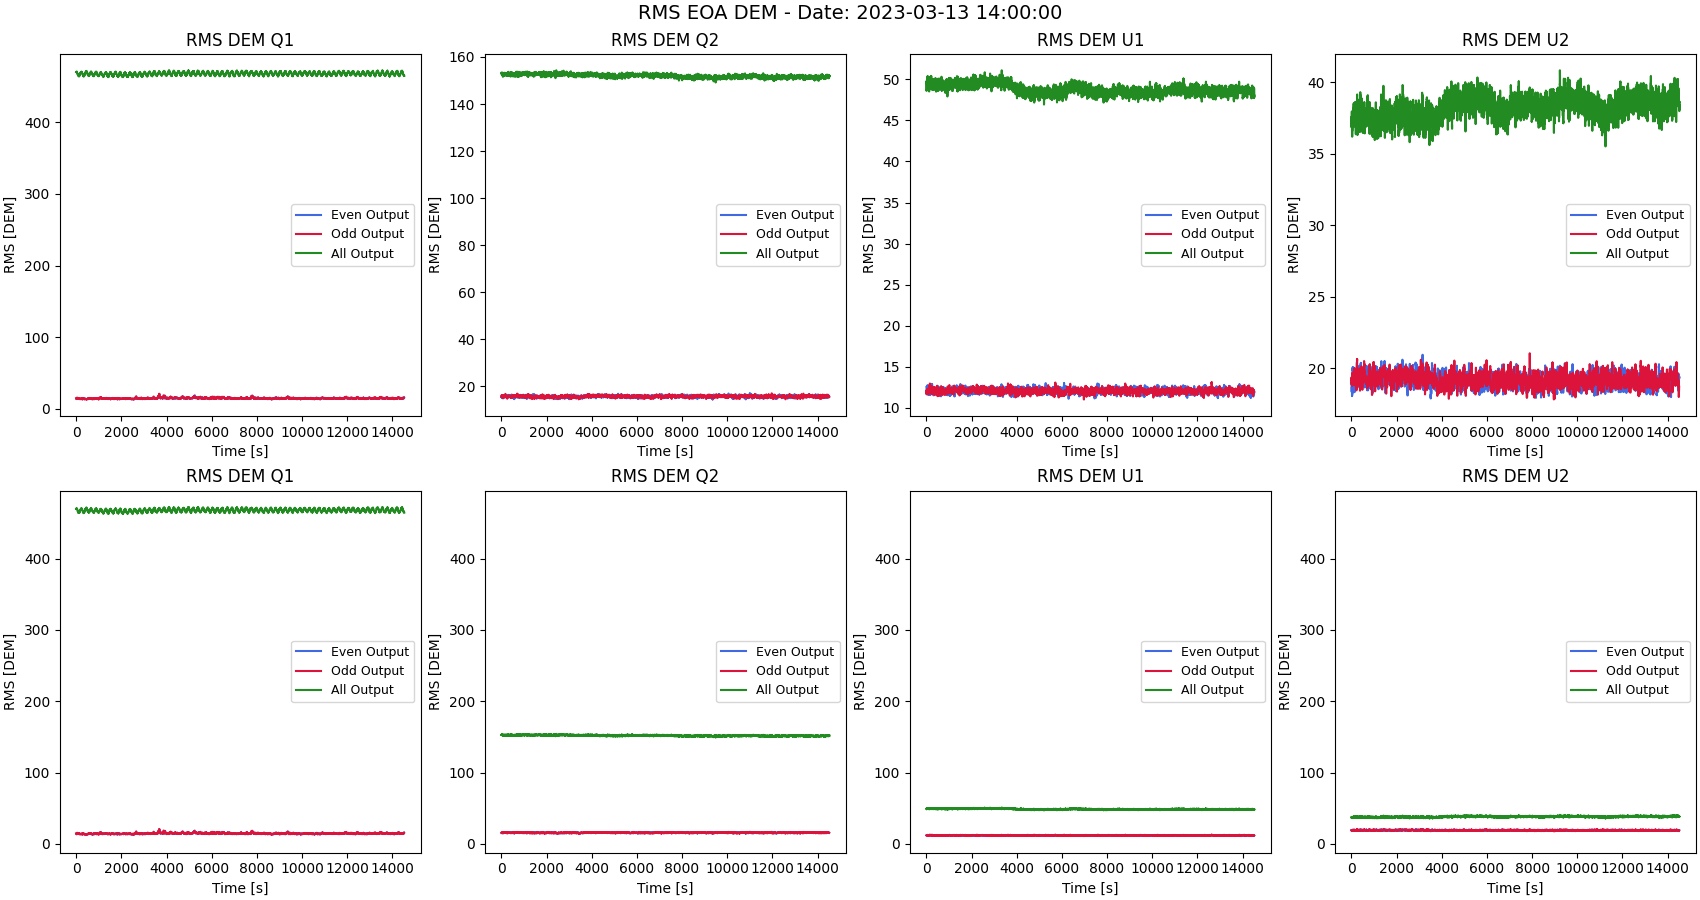 RMS EOA DEM - Date: 2023-03-13 14:00:00
RMS DEM Q1
RMS [DEM]
400
300
200
100
0
Even Output
Odd Output
All Output
0 2000 4000 6000 8000 10000 12000 14000
Time [s]
RMS DEM Q2
RMS [DEM]
160
140
120
100
80
60
40
20
Even Output
Odd Output
All Output
0 2000 4000 6000 8000 10000 12000 14000
Time [s]
RMS DEM U1
RMS [DEM]
50
45
40
35
30
25
20
15
10
Even Output
Odd Output
All Output
0 2000 4000 6000 8000 10000 12000 14000
Time [s]
RMS DEM U2
RMS [DEM]
40
35
30
25
20
Even Output
Odd Output
All Output
0 2000 4000 6000 8000 10000 12000 14000
Time [s]
RMS DEM Q1
RMS [DEM]
400
300
200
100
0
Even Output
Odd Output
All Output
0 2000 4000 6000 8000 10000 12000 14000
Time [s]
RMS DEM Q2
RMS [DEM]
400
300
200
100
0
Even Output
Odd Output
All Output
0 2000 4000 6000 8000 10000 12000 14000
Time [s]
RMS DEM U1
RMS [DEM]
400
300
200
100
0
Even Output
Odd Output
All Output
0 2000 4000 6000 8000 10000 12000 14000
Time [s]
RMS DEM U2
RMS [DEM]
400
300
200
100
0
Even Output
Odd Output
All Output
0 2000 4000 6000 8000 10000 12000 14000
Time [s]